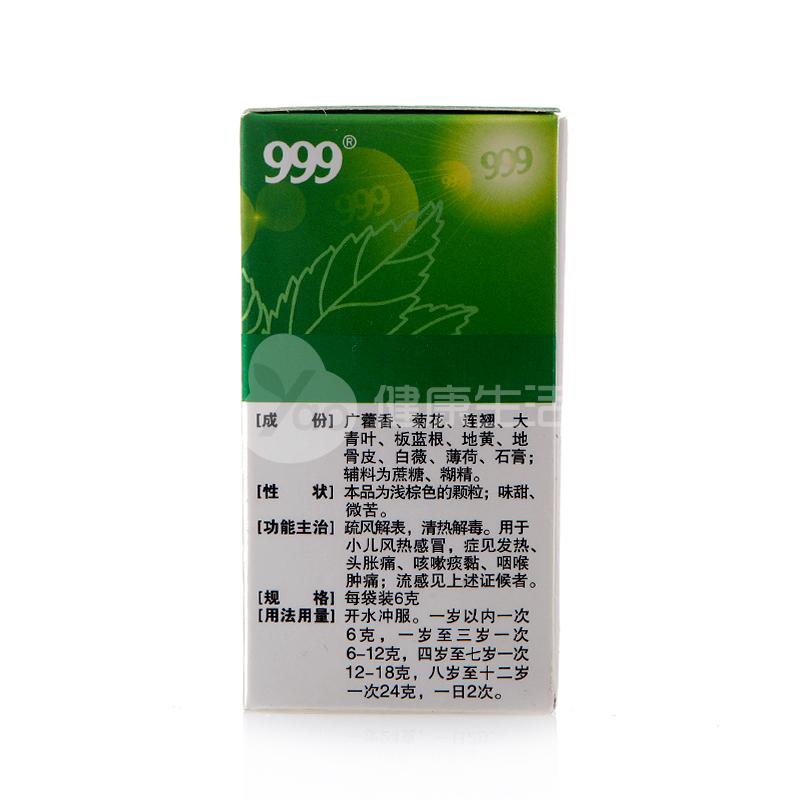 999®
999
999
999
Yao 健康生活
[成 份] 广藿香、菊花、连翘、大
青叶、板蓝根、地黄、地
骨皮、白薇、薄荷、石膏；
辅料为蔗糖、糊精。
[性 状] 本品为浅棕色的颗粒；味甜、
微苦。
[功能主治] 疏风解表，清热解毒。用于
小儿风热感冒，症见发热、
头胀痛、咳嗽痰黏、咽喉
肿痛；流感见上述证候者。
[规 格] 每袋装6克
[用法用量] 开水冲服。一岁以内一次
6克，一岁至三岁一次
6-12克，四岁至七岁一次
12-18克，八岁至十二岁
一次24克，一日2次。